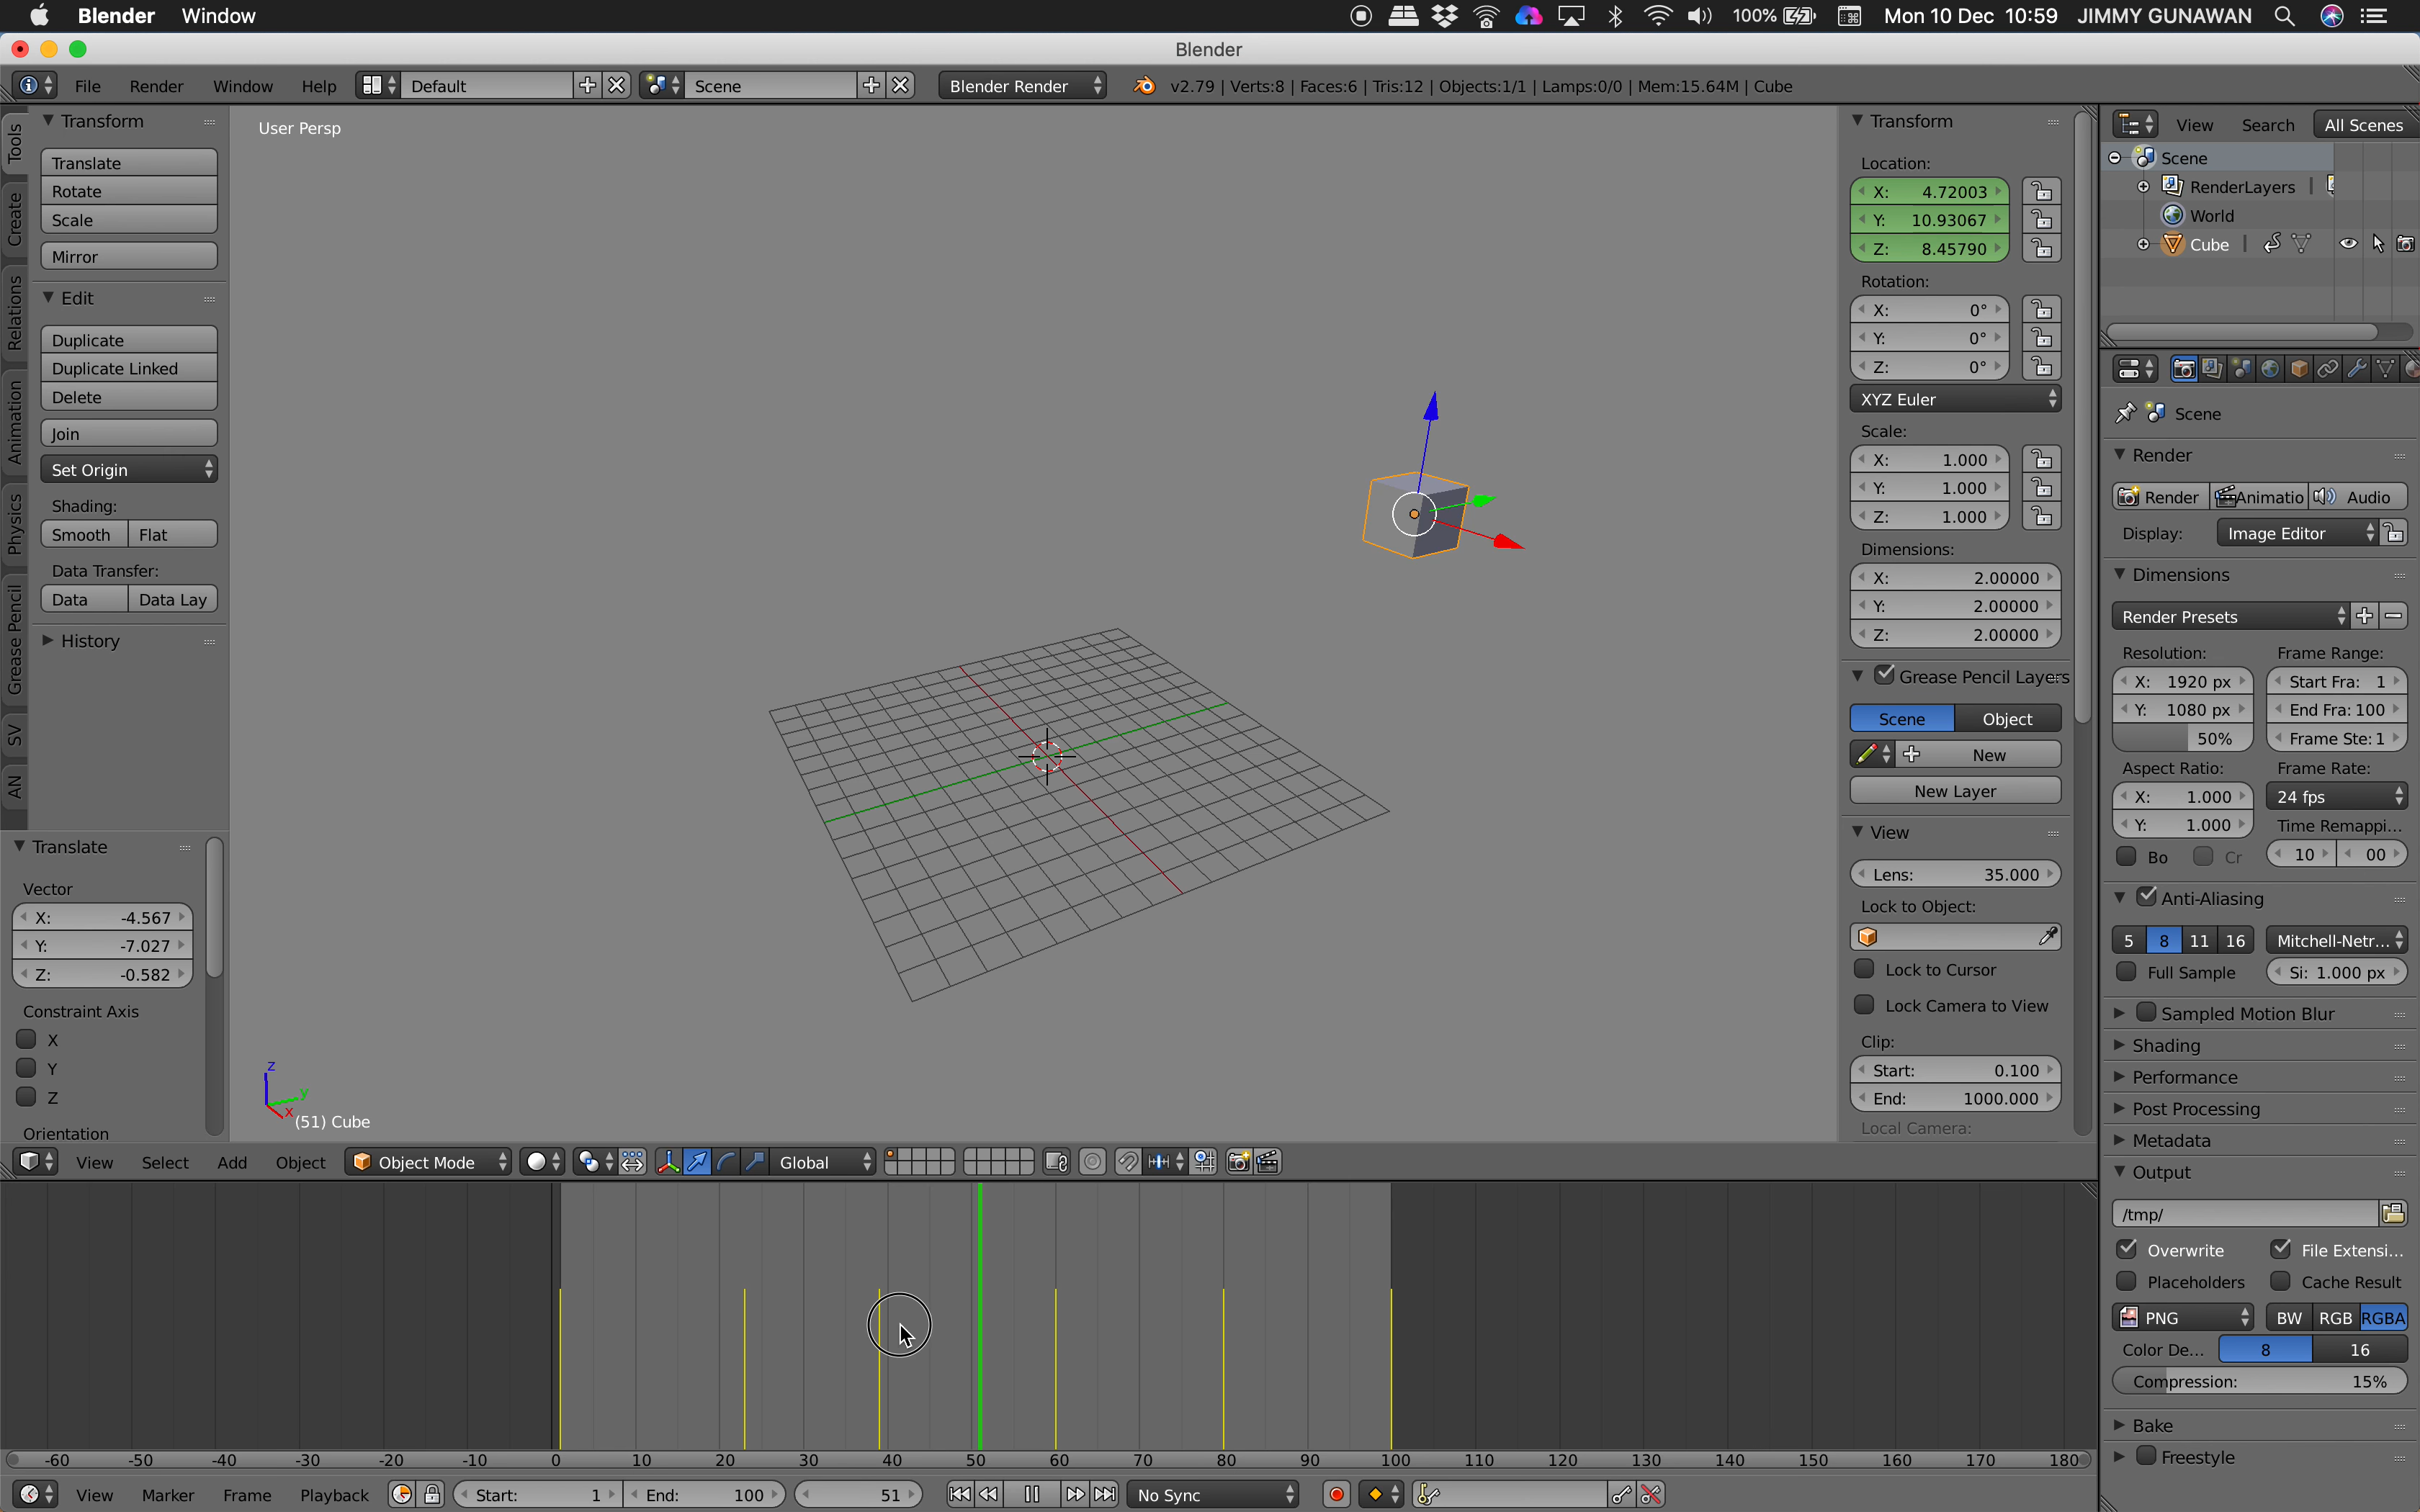 Blender Window 100% Mon 10 Dec 10:59 JIMMY GUNAWAN
Blender
File Render Window Help Default Scene Blender Render v2.79 | Verts:8 | Faces:6 | Tris:12 | Objects:1/1 | Lamps:0/0 | Mem:15.64M | Cube
Tools
Create
Relations
Animation
Physics
Grease Pencil
SV
AN
Transform
Translate
Rotate
Scale
Mirror
Edit
Duplicate
Duplicate Linked
Delete
Join
Set Origin
Shading:
Smooth Flat
Data Transfer:
Data Data Lay
History
Translate
Vector
X: -4.567
Y: -7.027
Z: -0.582
Constraint Axis
X
Y
Z
Orientation
User Persp
z
y
x
(51) Cube
Transform
Location:
X: 4.72003
Y: 10.93067
Z: 8.45790
Rotation:
X: 0°
Y: 0°
Z: 0°
XYZ Euler
Scale:
X: 1.000
Y: 1.000
Z: 1.000
Dimensions:
X: 2.00000
Y: 2.00000
Z: 2.00000
Grease Pencil Layers
Scene Object
New
New Layer
View
Lens: 35.000
Lock to Object:
Lock to Cursor
Lock Camera to View
Clip:
Start: 0.100
End: 1000.000
Local Camera:
View Select Add Object Object Mode Global
-60 -50 -40 -30 -20 -10 0 10 20 30 40 50 60 70 80 90 100 110 120 130 140 150 160 170 180
View Marker Frame Playback Start: 1 End: 100 51 No Sync
View Search All Scenes
Scene
RenderLayers |
World
Cube |
Scene
Render
Render Animatio Audio
Display: Image Editor
Dimensions
Render Presets
Resolution: Frame Range:
X: 1920 px Start Fra: 1
Y: 1080 px End Fra: 100
50% Frame Ste: 1
Aspect Ratio: Frame Rate:
X: 1.000 24 fps
Y: 1.000 Time Remappi...
Bo Cr 10 00
Anti-Aliasing
5 8 11 16 Mitchell-Netr...
Full Sample Si: 1.000 px
Sampled Motion Blur
Shading
Performance
Post Processing
Metadata
Output
/tmp/
Overwrite File Extensi...
Placeholders Cache Result
PNG BW RGB RGBA
Color De... 8 16
Compression: 15%
Bake
Freestyle